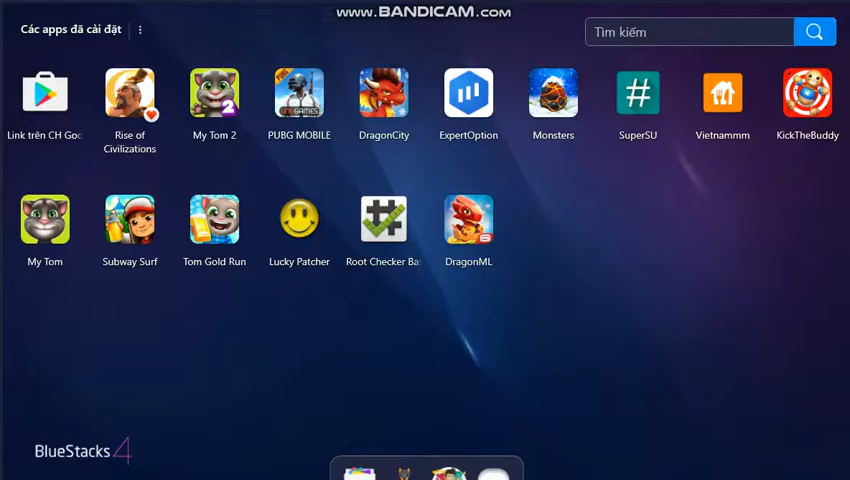 www.BANDICAM.com
Các apps đã cài đặt
Tìm kiếm
Link trên CH Goo
Rise of
Civilizations
My Tom 2
PUBG MOBILE
DragonCity
ExpertOption
Monsters
SuperSU
Vietnammm
KickTheBuddy
My Tom
Subway Surf
Tom Gold Run
Lucky Patcher
Root Checker Ba
DragonML
BlueStacks 4